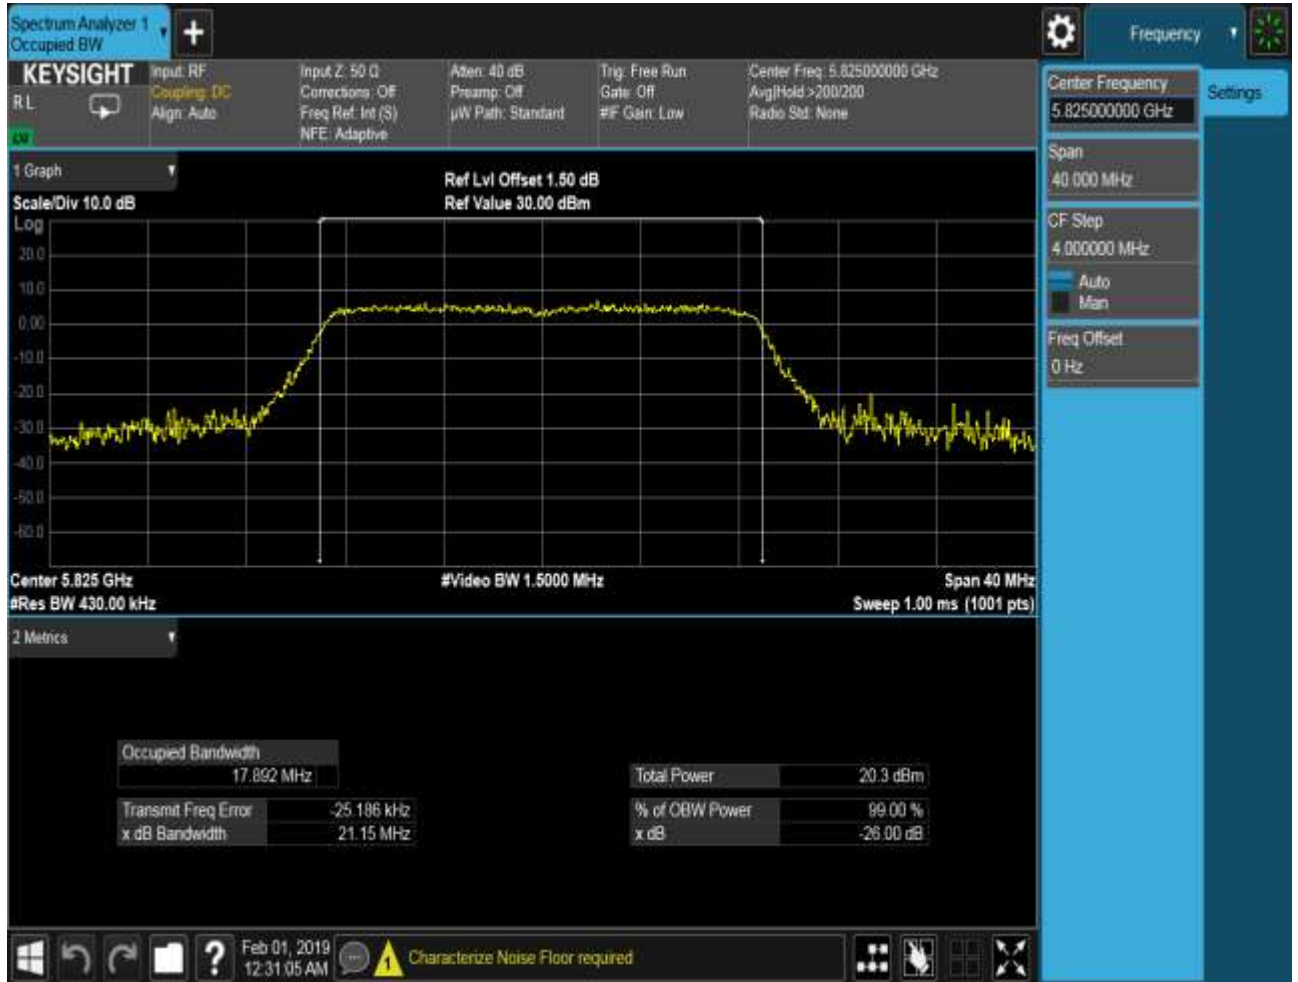 Spectrum Analyzer 1
Occupied BW
Frequency
KEYSIGHT
R L
Input: RF
Coupling: DC
Align: Auto
Input Z: 50 Ω
Corrections: Off
Freq Ref: Int (S)
NFE: Adaptive
Atten: 40 dB
Preamp: Off
µW Path: Standard
Trig: Free Run
Gate: Off
#IF Gain: Low
Center Freq: 5.825000000 GHz
Avg|Hold:>200/200
Radio Std: None
Center Frequency
5.825000000 GHz
Settings
Span
40.000 MHz
CF Step
4.000000 MHz
Auto
Man
Freq Offset
0 Hz
1 Graph
Scale/Div 10.0 dB
Ref Lvl Offset 1.50 dB
Ref Value 30.00 dBm
Log
20.0
10.0
0.00
-10.0
-20.0
-30.0
-40.0
-50.0
-60.0
Center 5.825 GHz
#Video BW 1.5000 MHz
Span 40 MHz
#Res BW 430.00 kHz
Sweep 1.00 ms (1001 pts)
2 Metrics
Occupied Bandwidth
17.892 MHz
Total Power 20.3 dBm
Transmit Freq Error -25.186 kHz
% of OBW Power 99.00 %
x dB Bandwidth 21.15 MHz
x dB -26.00 dB
Feb 01, 2019
12:31:05 AM
1
Characterize Noise Floor required